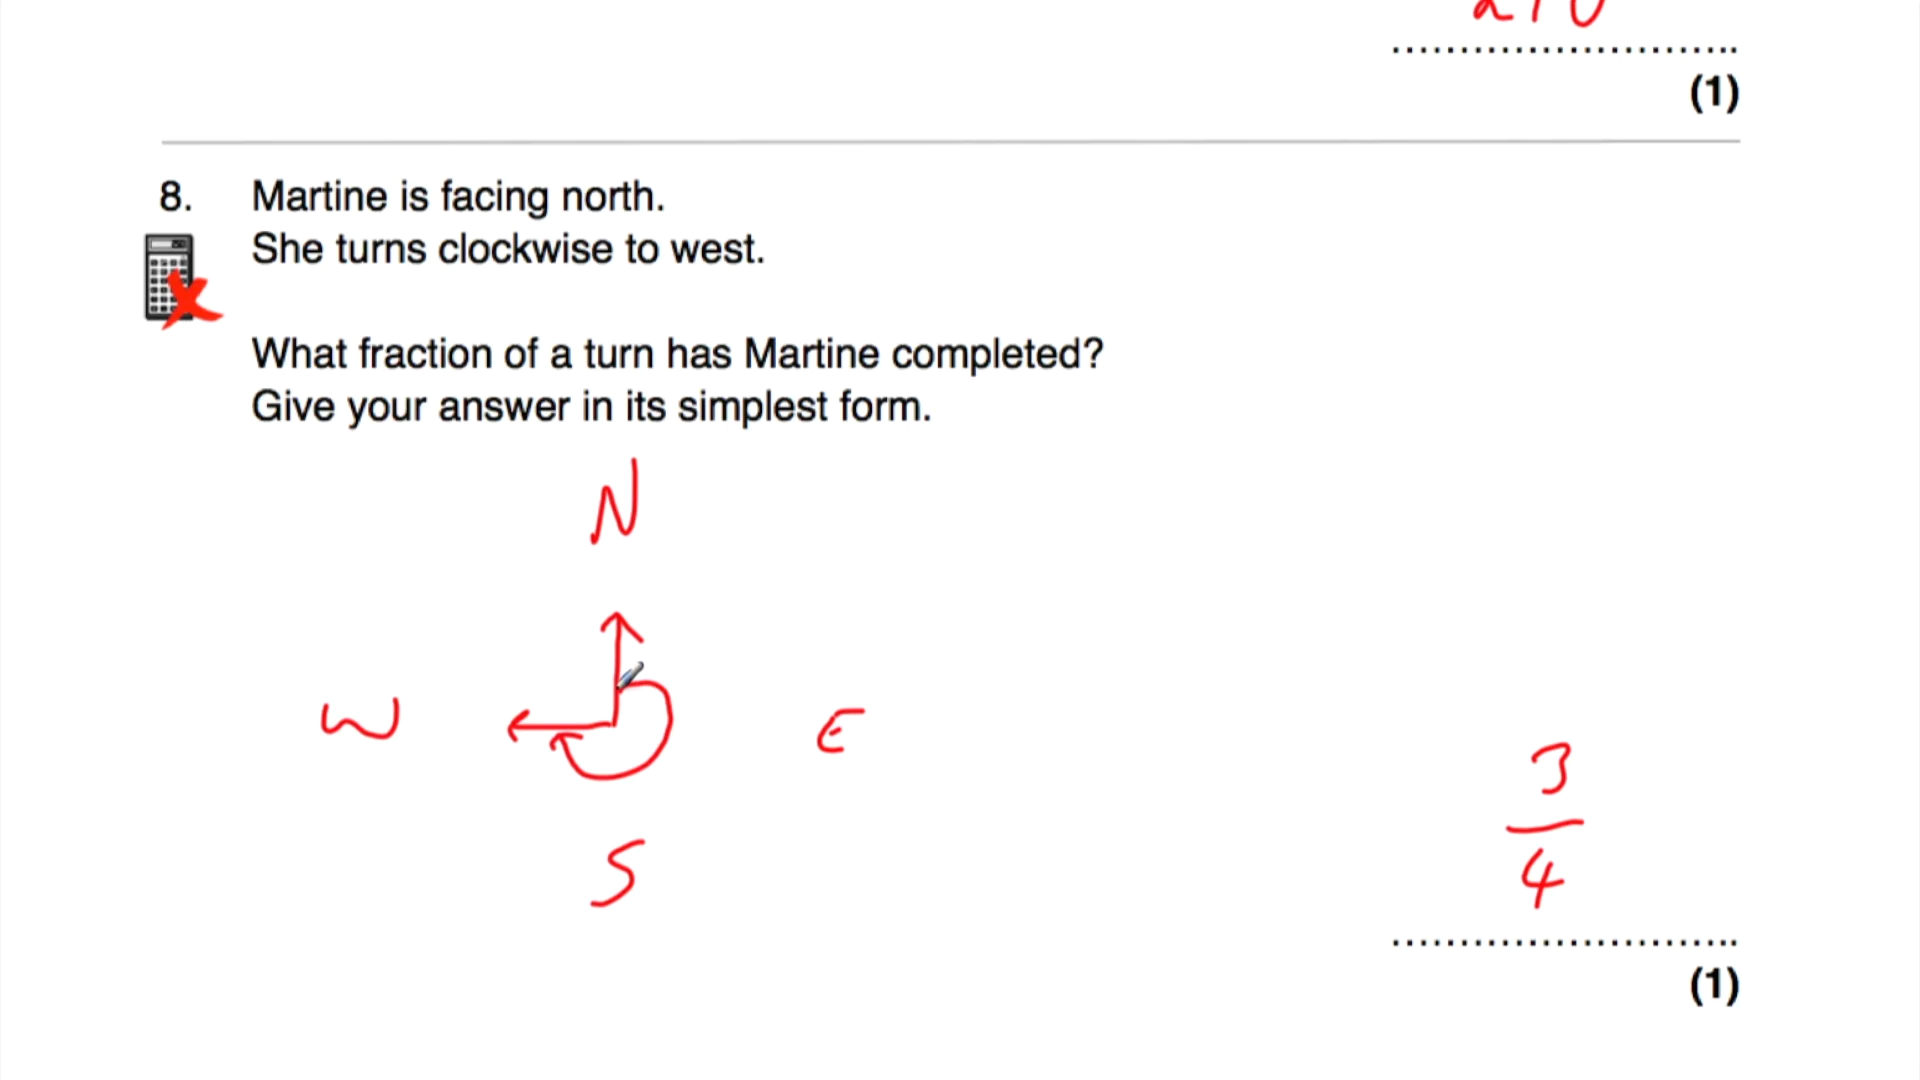 (1)
8. Martine is facing north.
She turns clockwise to west.
What fraction of a turn has Martine completed?
Give your answer in its simplest form.
N
W E
S
3
4
(1)